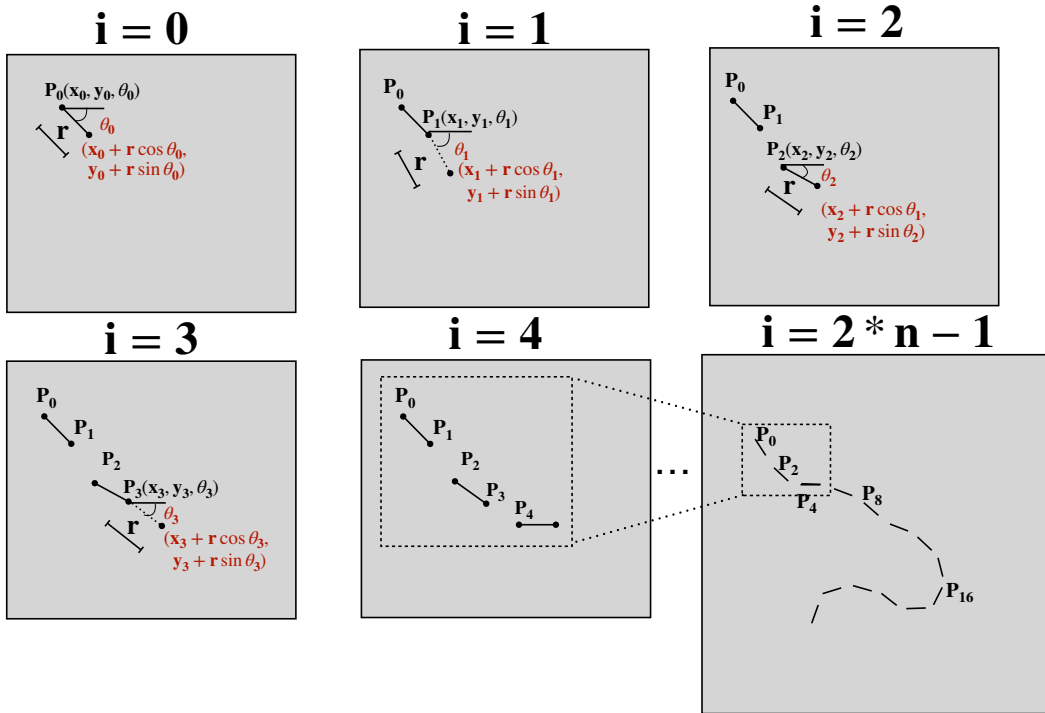 i = 0
P₀(x₀, y₀, θ₀)
θ₀
r
(x₀ + r cos θ₀,
y₀ + r sin θ₀)
i = 1
P₀
P₁(x₁, y₁, θ₁)
θ₁
r
(x₁ + r cos θ₁,
y₁ + r sin θ₁)
i = 2
P₀
P₁
P₂(x₂, y₂, θ₂)
θ₂
r
(x₂ + r cos θ₁,
y₂ + r sin θ₂)
i = 3
P₀
P₁
P₂
P₃(x₃, y₃, θ₃)
θ₃
r
(x₃ + r cos θ₃,
y₃ + r sin θ₃)
i = 4
P₀
P₁
P₂
P₃
P₄
...
i = 2 * n − 1
P₀
P₂
P₄
P₈
P₁₆